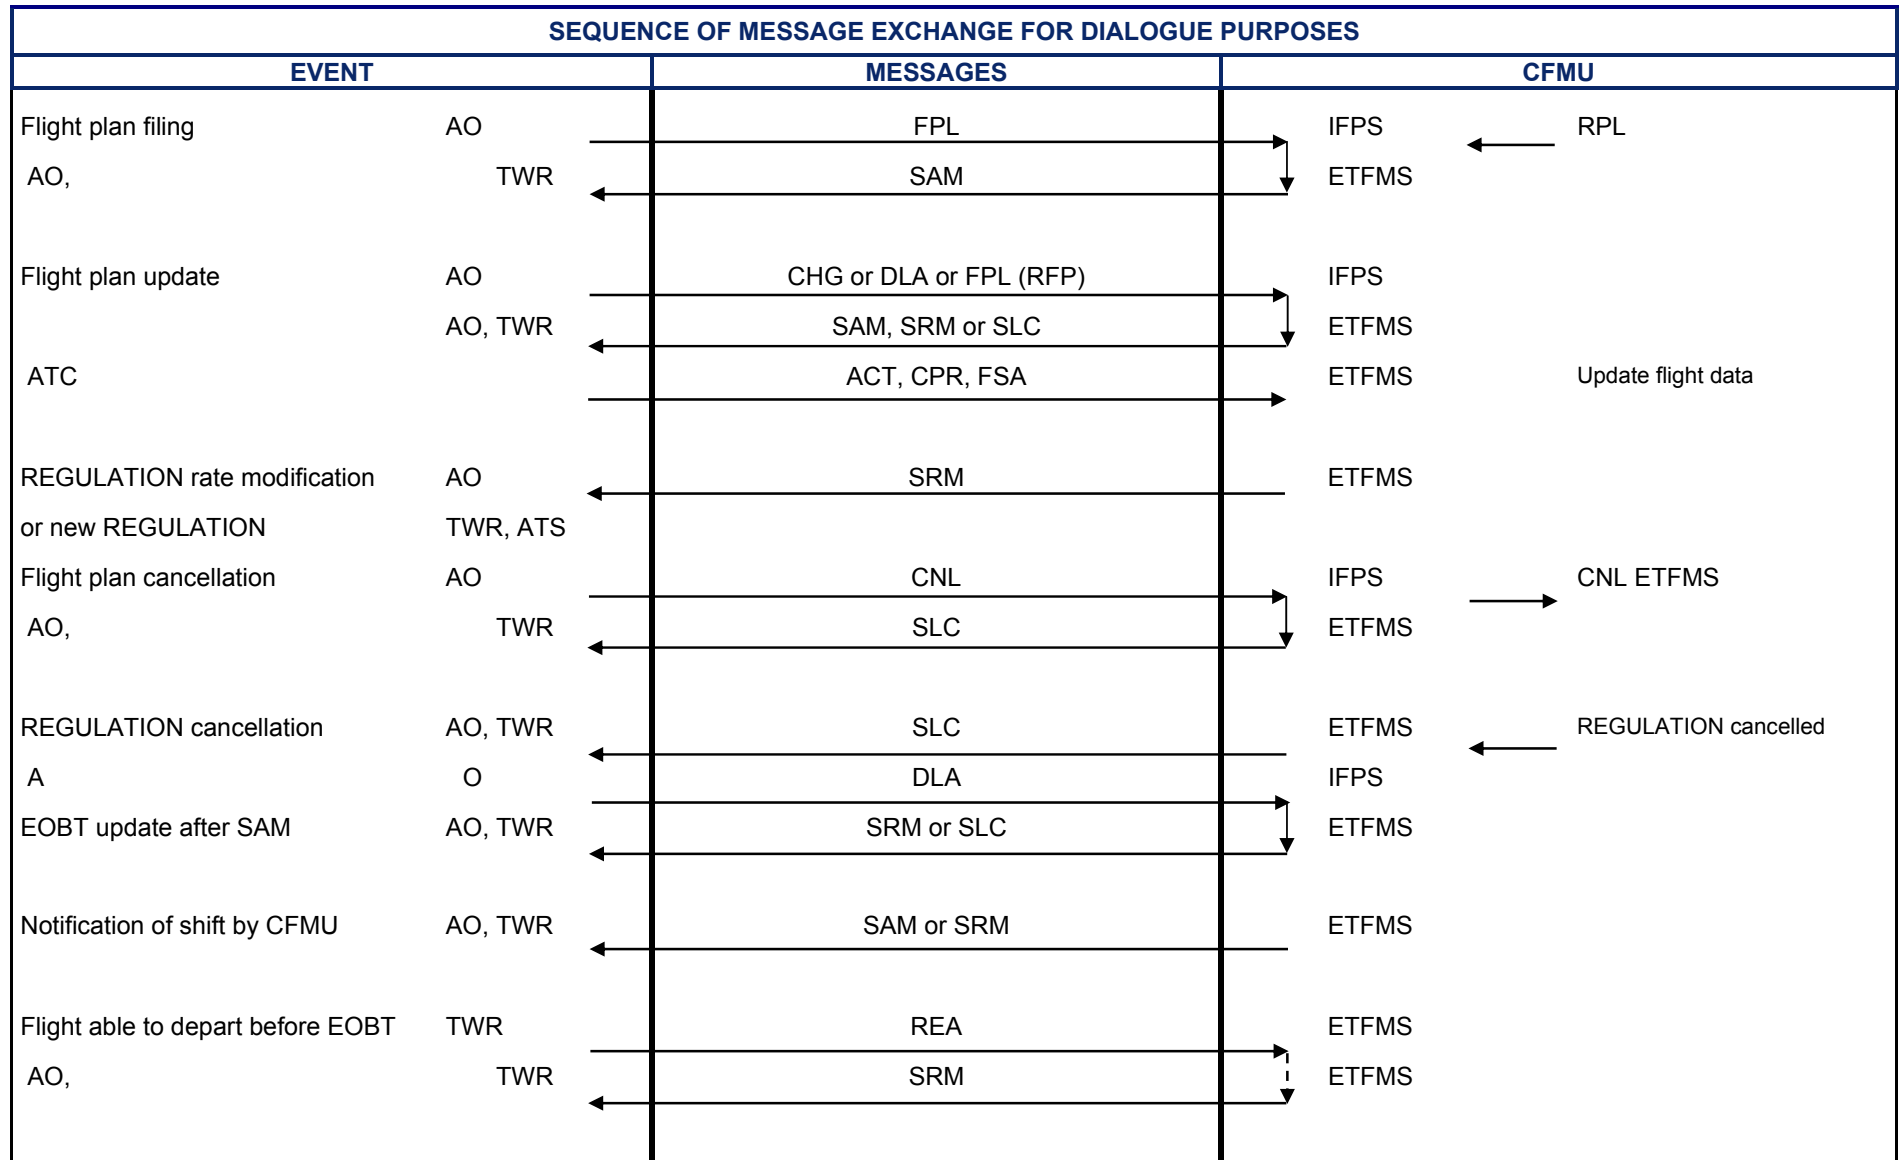 SEQUENCE OF MESSAGE EXCHANGE FOR DIALOGUE PURPOSES
EVENT MESSAGES CFMU
Flight plan filing AO FPL IFPS RPL
AO, TWR SAM ETFMS
Flight plan update AO CHG or DLA or FPL (RFP) IFPS
AO, TWR SAM, SRM or SLC ETFMS
ATC ACT, CPR, FSA ETFMS Update flight data
REGULATION rate modification AO SRM ETFMS
or new REGULATION TWR, ATS
Flight plan cancellation AO CNL IFPS CNL ETFMS
AO, TWR SLC ETFMS
REGULATION cancellation AO, TWR SLC ETFMS REGULATION cancelled
A O DLA IFPS
EOBT update after SAM AO, TWR SRM or SLC ETFMS
Notification of shift by CFMU AO, TWR SAM or SRM ETFMS
Flight able to depart before EOBT TWR REA ETFMS
AO, TWR SRM ETFMS